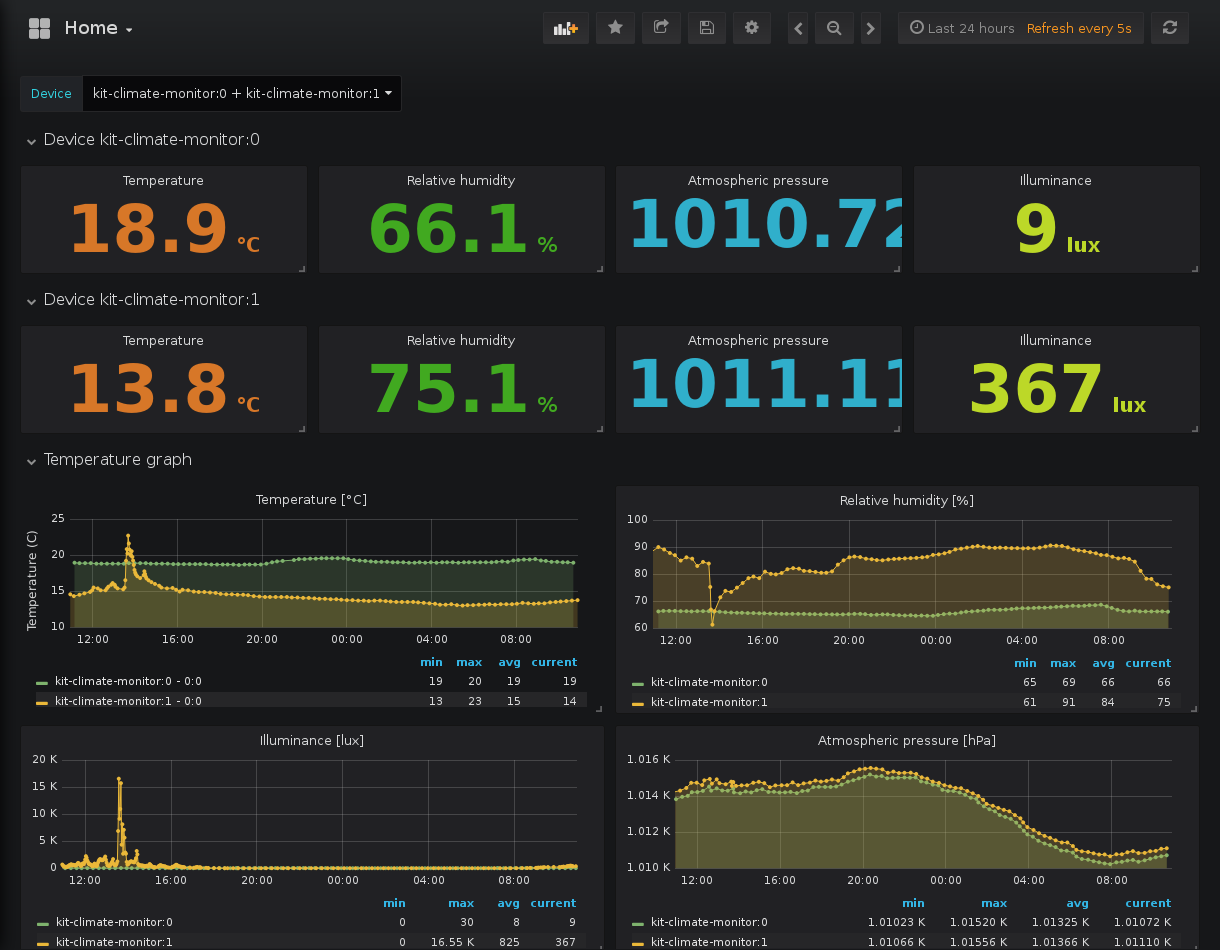 Home
Last 24 hours Refresh every 5s
Device kit-climate-monitor:0 + kit-climate-monitor:1
Device kit-climate-monitor:0
Temperature Relative humidity Atmospheric pressure Illuminance
18.9 °C 66.1 % 1010.72 9 lux
Device kit-climate-monitor:1
Temperature Relative humidity Atmospheric pressure Illuminance
13.8 °C 75.1 % 1011.11 367 lux
Temperature graph
Temperature [°C]
Temperature (C)
25
20
15
10
12:00 16:00 20:00 00:00 04:00 08:00
min max avg current
kit-climate-monitor:0 - 0:0 19 20 19 19
kit-climate-monitor:1 - 0:0 13 23 15 14
Relative humidity [%]
100
90
80
70
60
12:00 16:00 20:00 00:00 04:00 08:00
min max avg current
kit-climate-monitor:0 65 69 66 66
kit-climate-monitor:1 61 91 84 75
Illuminance [lux]
20 K
15 K
10 K
5 K
0
12:00 16:00 20:00 00:00 04:00 08:00
min max avg current
kit-climate-monitor:0 0 30 8 9
kit-climate-monitor:1 0 16.55 K 825 367
Atmospheric pressure [hPa]
1.016 K
1.014 K
1.012 K
1.010 K
12:00 16:00 20:00 00:00 04:00 08:00
min max avg current
kit-climate-monitor:0 1.01023 K 1.01520 K 1.01325 K 1.01072 K
kit-climate-monitor:1 1.01066 K 1.01556 K 1.01366 K 1.01110 K